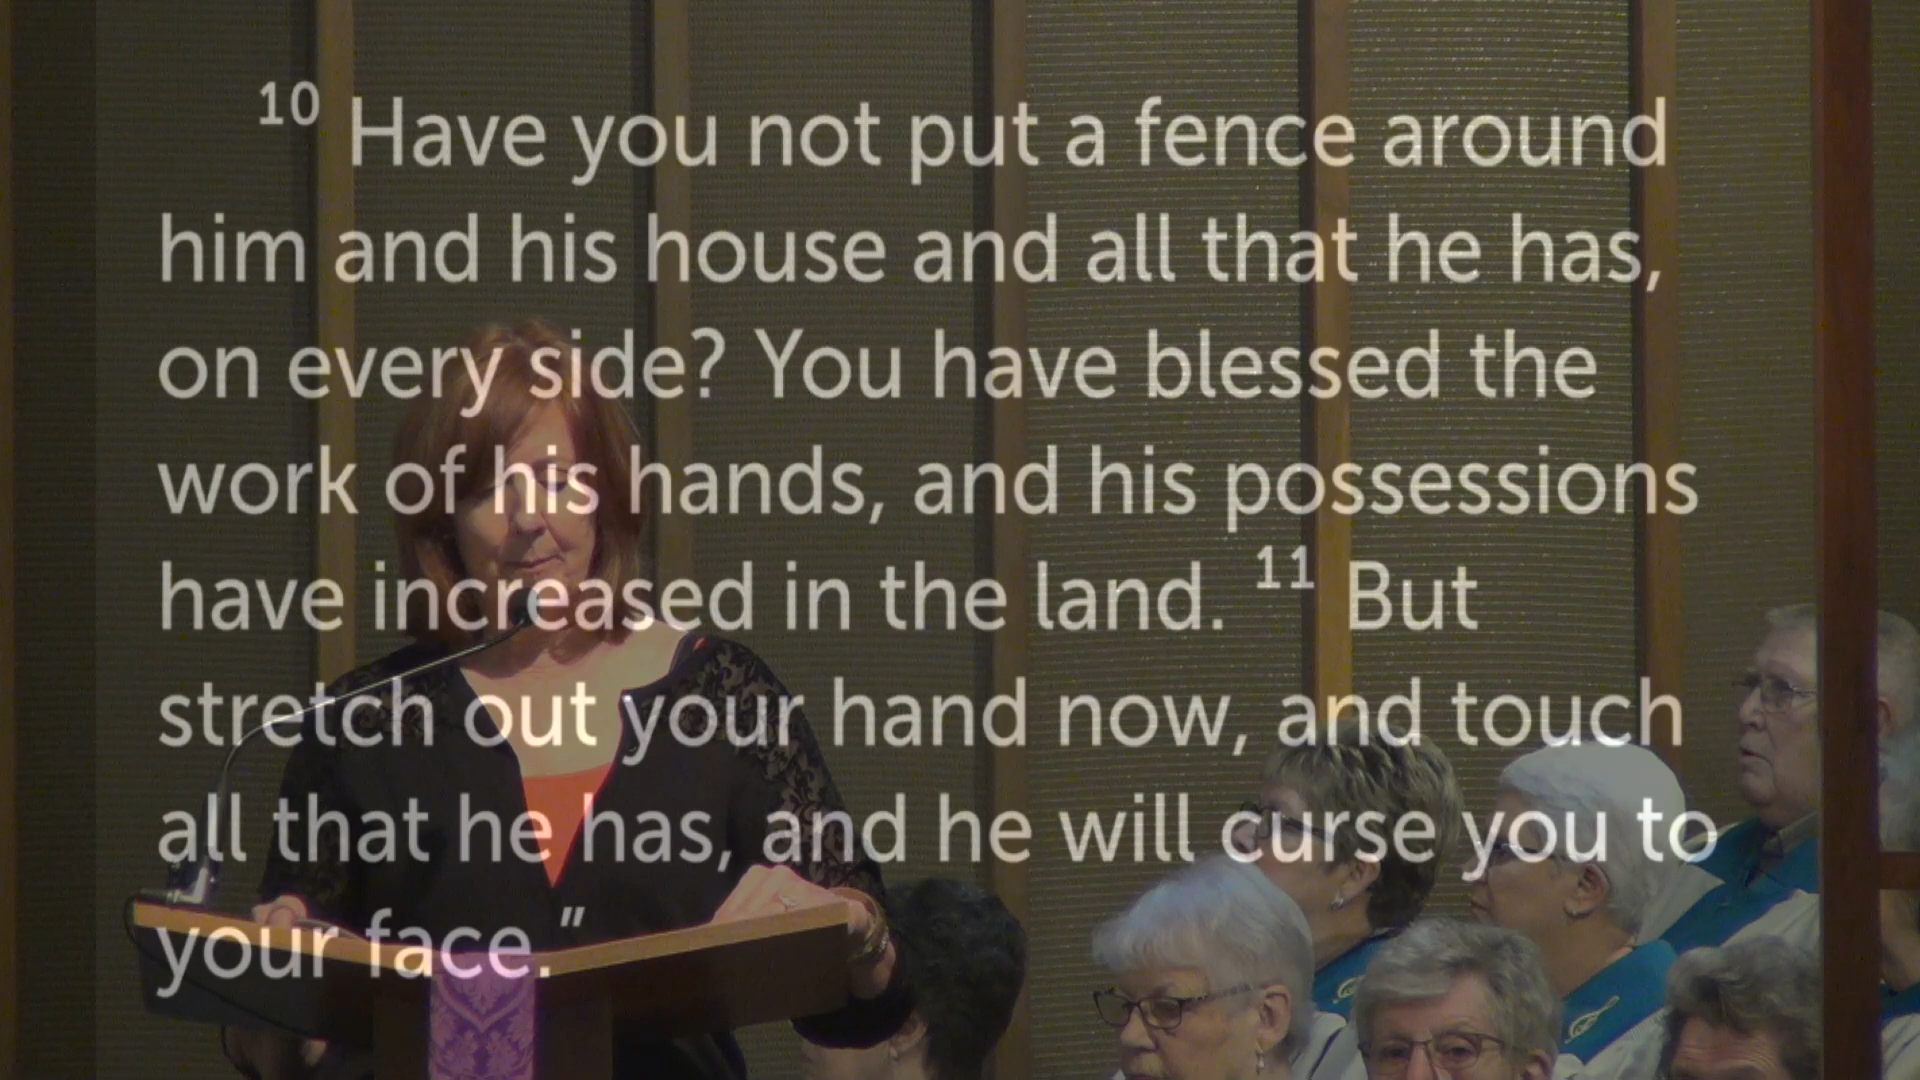 10 Have you not put a fence around
him and his house and all that he has,
on every side? You have blessed the
work of his hands, and his possessions
have increased in the land. 11 But
stretch out your hand now, and touch
all that he has, and he will curse you to
your face.”